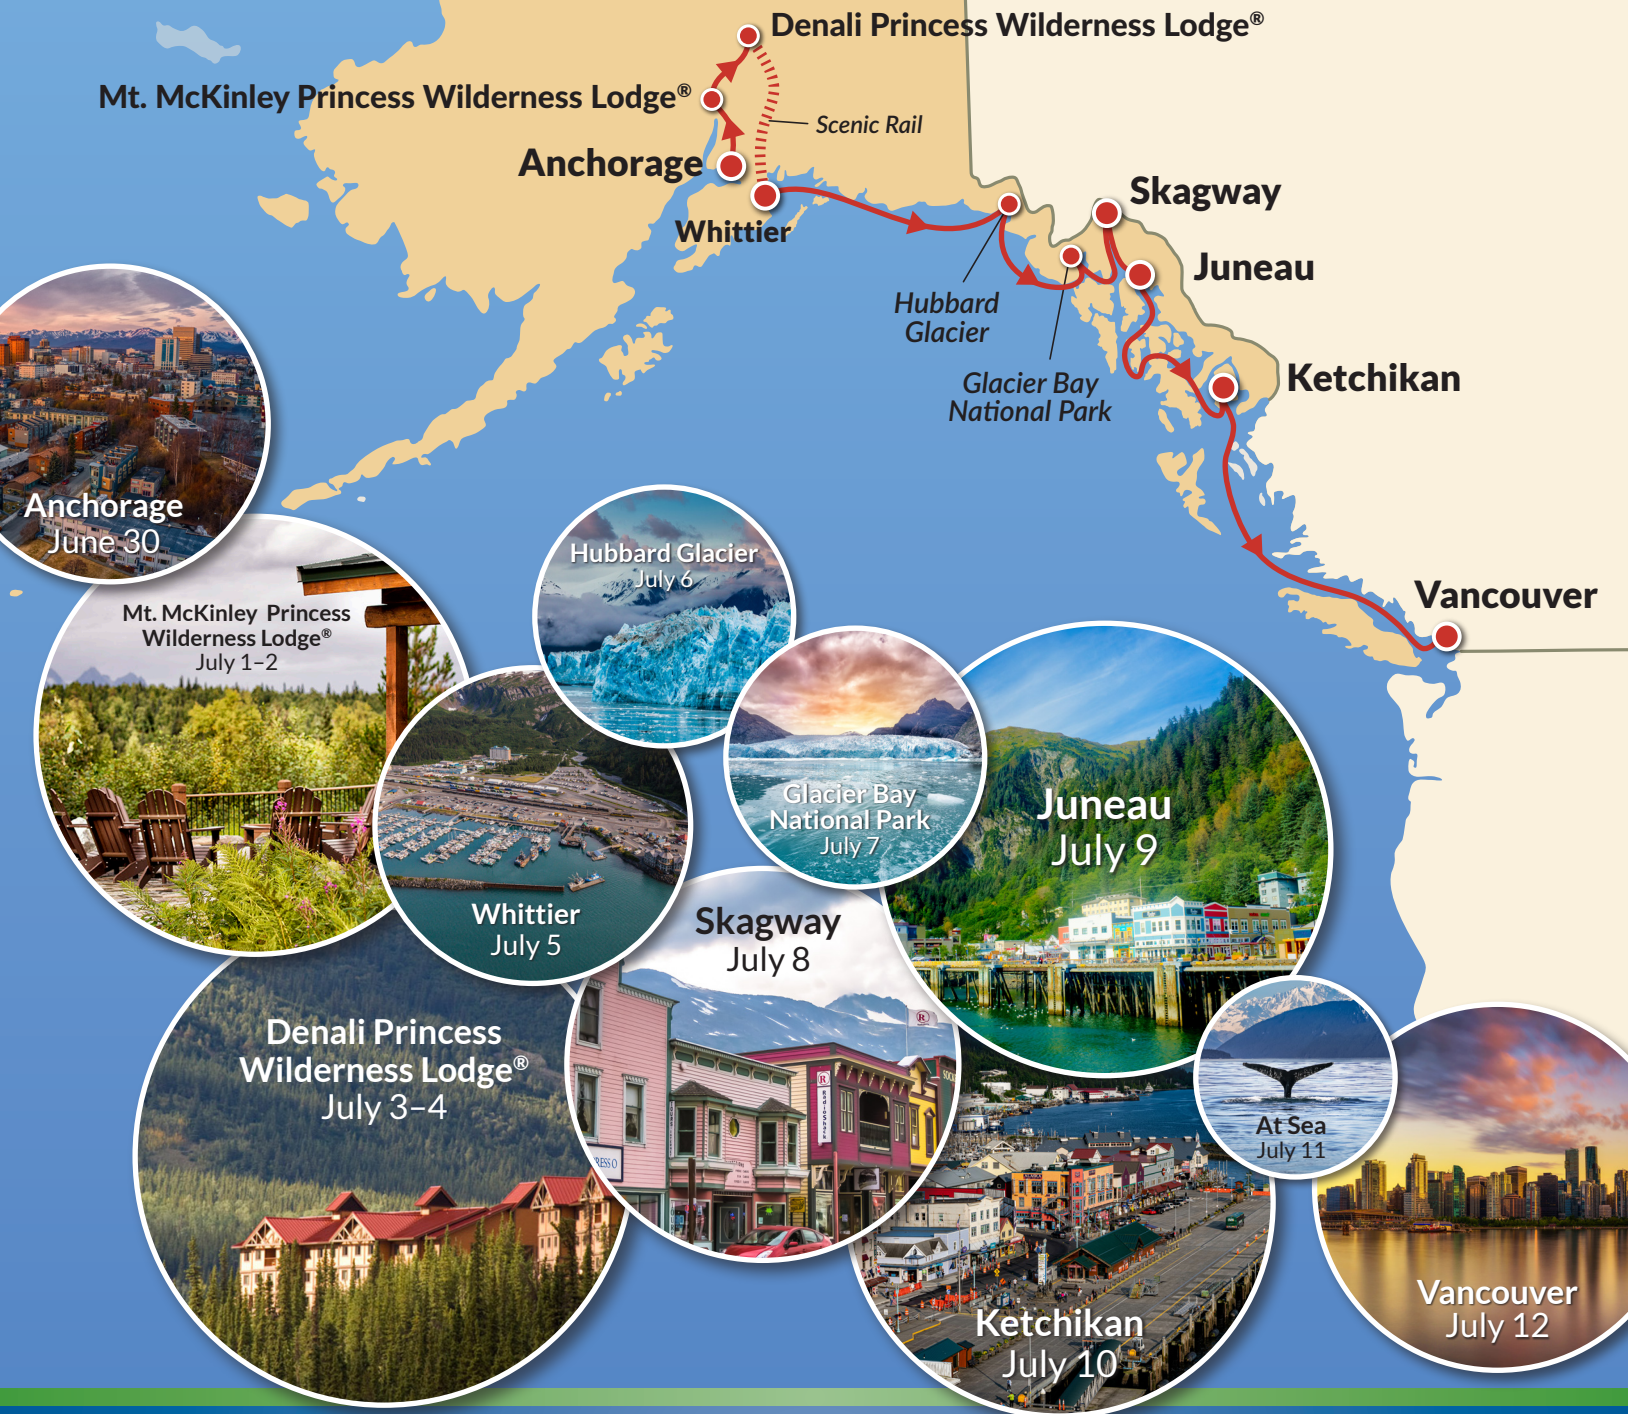 Denali Princess Wilderness Lodge®
Mt. McKinley Princess Wilderness Lodge®
Scenic Rail
Anchorage
Whittier
Skagway
Juneau
Hubbard
Glacier
Glacier Bay
National Park
Ketchikan
Vancouver
Anchorage
June 30
Hubbard Glacier
July 6
Mt. McKinley Princess
Wilderness Lodge®
July 1–2
Glacier Bay
National Park
July 7
Juneau
July 9
Whittier
July 5
Skagway
July 8
Denali Princess
Wilderness Lodge®
July 3–4
RadioShack
At Sea
July 11
Vancouver
July 12
Ketchikan
July 10